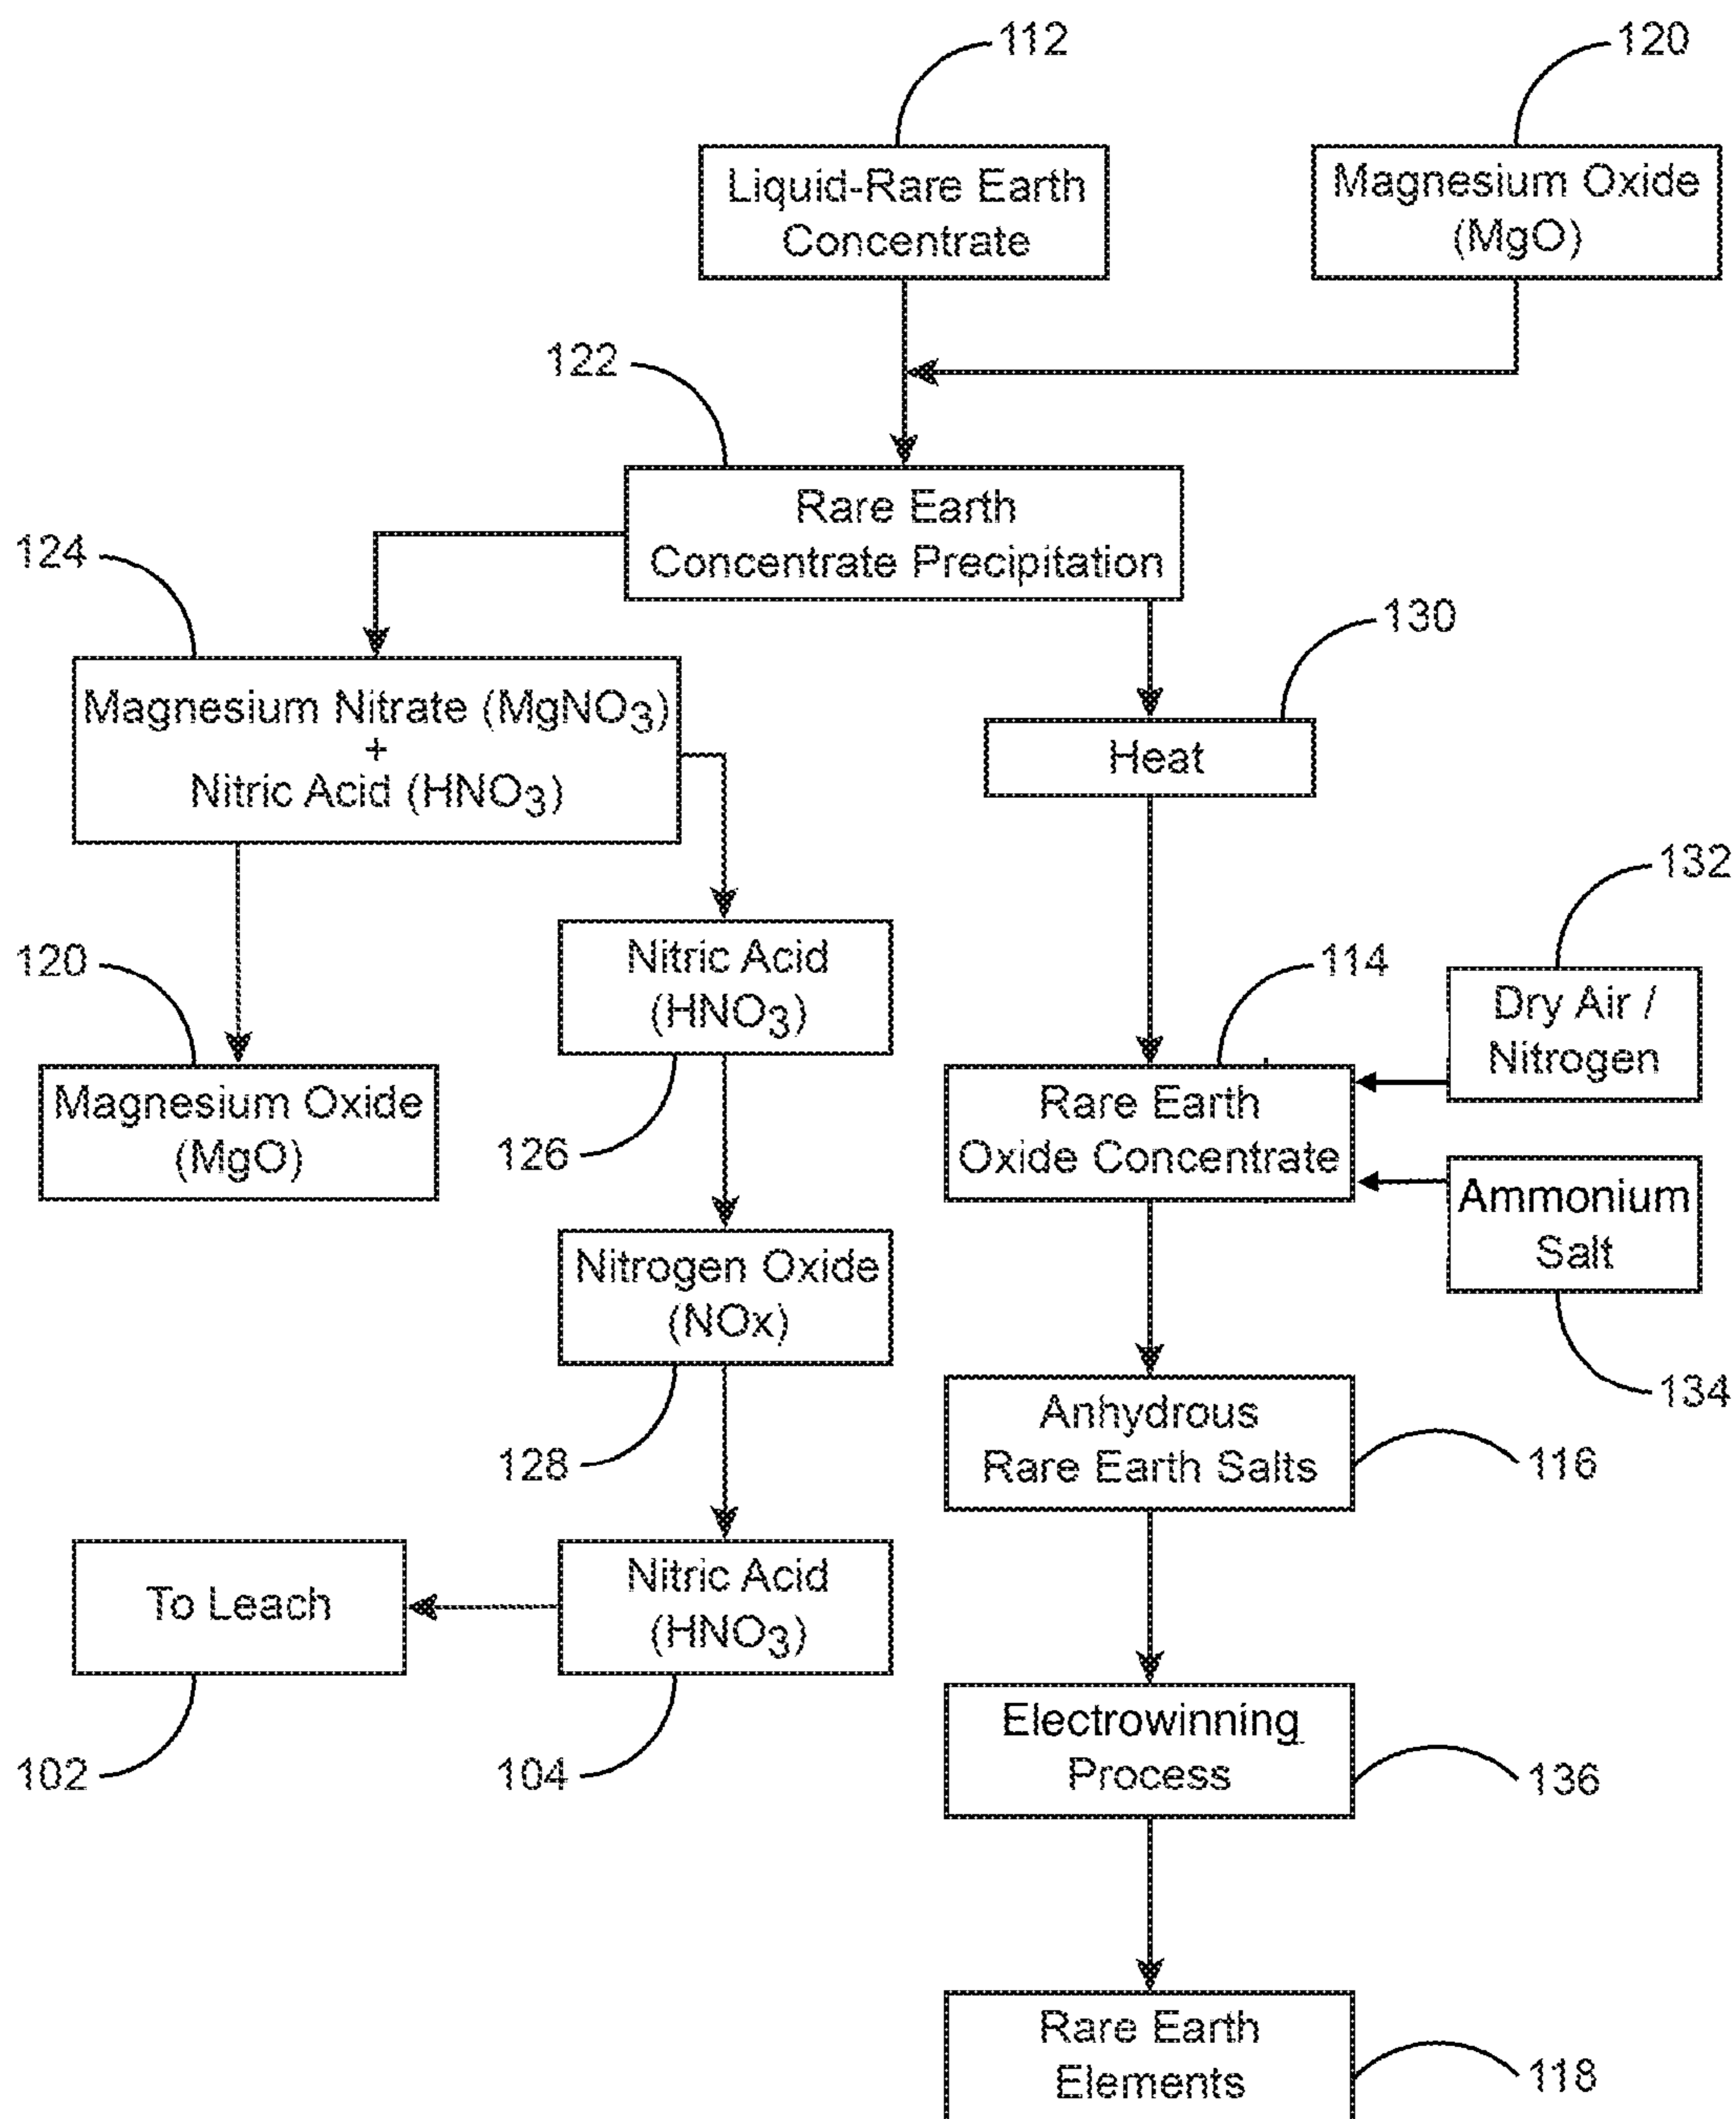 112
120
Liquid-Rare Earth
Concentrate
Magnesium Oxide
(MgO)
122
Rare Earth
Concentrate Precipitation
124
130
Magnesium Nitrate (MgNO3)
+
Nitric Acid (HNO3)
Heat
132
120
Nitric Acid
(HNO3)
114
Dry Air /
Nitrogen
Magnesium Oxide
(MgO)
126
Rare Earth
Oxide Concentrate
Ammonium
Salt
Nitrogen Oxide
(NOx)
134
128
Anhydrous
Rare Earth Salts
116
To Leach
Nitric Acid
(HNO3)
102
104
Electrowinning
Process
136
Rare Earth
Elements
118